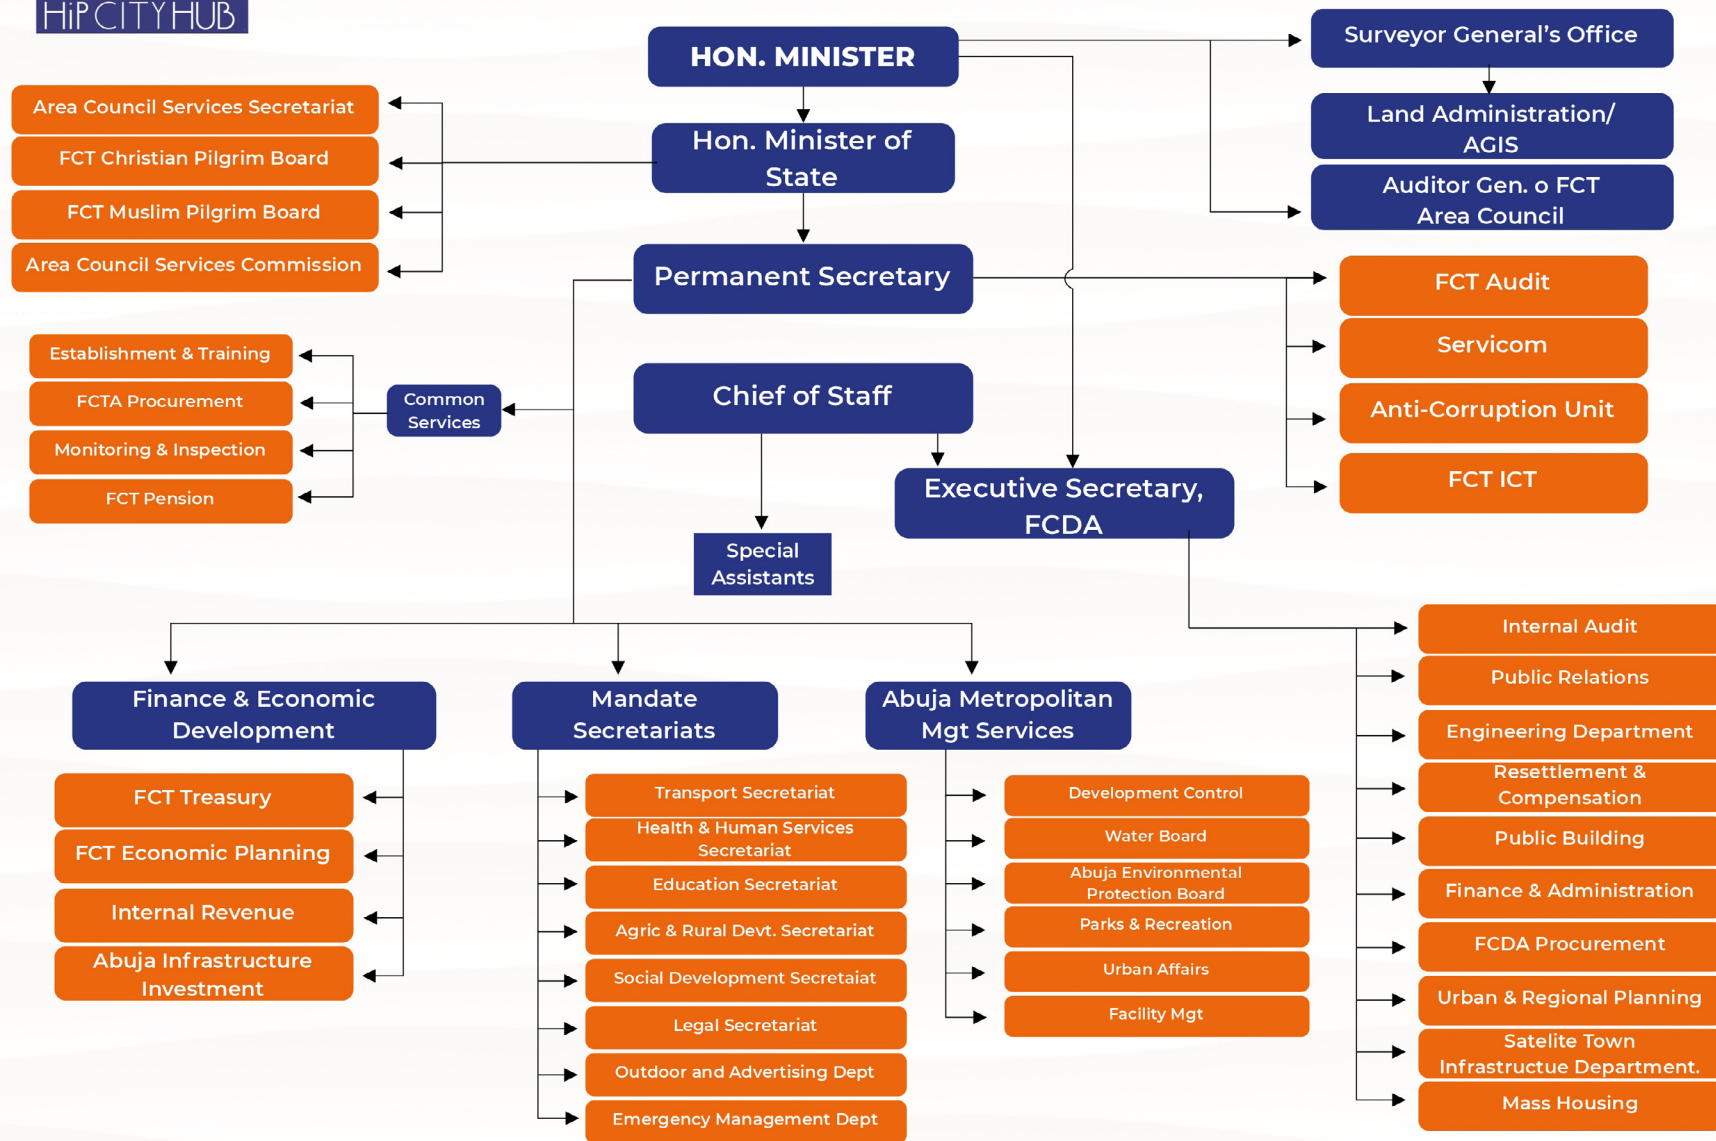 HiPCITYHUB
HON. MINISTER
Surveyor General's Office
Land Administration/
AGIS
Auditor Gen. o FCT
Area Council
Area Council Services Secretariat
FCT Christian Pilgrim Board
FCT Muslim Pilgrim Board
Area Council Services Commission
Hon. Minister of
State
Permanent Secretary
FCT Audit
Servicom
Anti-Corruption Unit
FCT ICT
Establishment & Training
FCTA Procurement
Monitoring & Inspection
FCT Pension
Common
Services
Chief of Staff
Executive Secretary,
FCDA
Special
Assistants
Finance & Economic
Development
FCT Treasury
FCT Economic Planning
Internal Revenue
Abuja Infrastructure
Investment
Mandate
Secretariats
Transport Secretariat
Health & Human Services
Secretariat
Education Secretariat
Agric & Rural Devt. Secretariat
Social Development Secretaiat
Legal Secretariat
Outdoor and Advertising Dept
Emergency Management Dept
Abuja Metropolitan
Mgt Services
Development Control
Water Board
Abuja Environmental
Protection Board
Parks & Recreation
Urban Affairs
Facility Mgt
Internal Audit
Public Relations
Engineering Department
Resettlement &
Compensation
Public Building
Finance & Administration
FCDA Procurement
Urban & Regional Planning
Satelite Town
Infrastructue Department.
Mass Housing